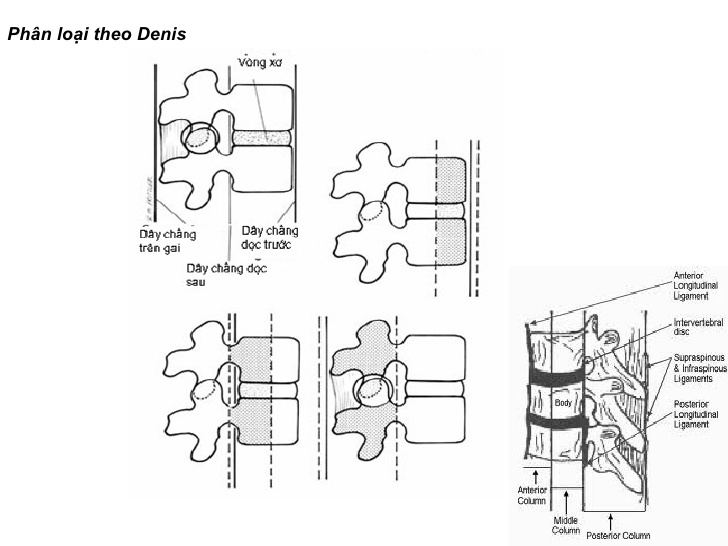 Phân loại theo Denis
Vòng xơ
Dây chằng
trên gai
Dây chằng
dọc trước
Dây chằng dọc
sau
Anterior
Longitudinal
Ligament
Intervertebral
disc
Supraspinous
& Infraspinous
Ligaments
Body
Posterior
Longitudinal
Ligament
Anterior
Column
Middle
Column
Posterior Column